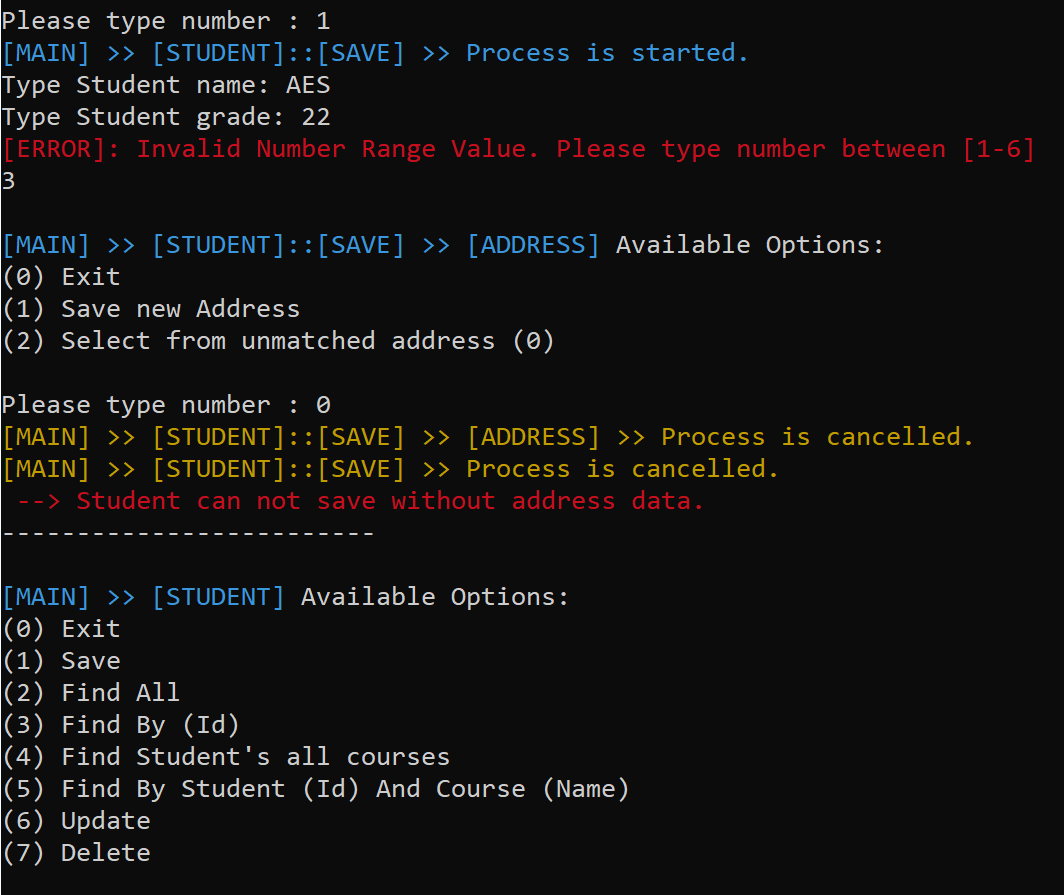 Please type number : 1
[MAIN] >> [STUDENT]::[SAVE] >> Process is started.
Type Student name: AES
Type Student grade: 22
[ERROR]: Invalid Number Range Value. Please type number between [1-6]
3
[MAIN] >> [STUDENT]::[SAVE] >> [ADDRESS] Available Options:
(0) Exit
(1) Save new Address
(2) Select from unmatched address (0)
Please type number : 0
[MAIN] >> [STUDENT]::[SAVE] >> [ADDRESS] >> Process is cancelled.
[MAIN] >> [STUDENT]::[SAVE] >> Process is cancelled.
--> Student can not save without address data.
-------------------------
[MAIN] >> [STUDENT] Available Options:
(0) Exit
(1) Save
(2) Find All
(3) Find By (Id)
(4) Find Student's all courses
(5) Find By Student (Id) And Course (Name)
(6) Update
(7) Delete